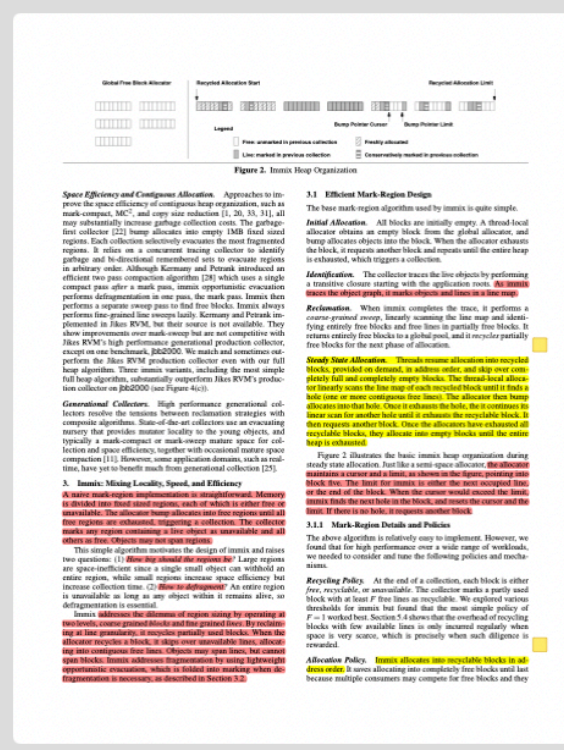 Global Free Block Allocator
Recycled Allocation Start
Recycled Allocation Limit
Bump Pointer Cursor
Bump Pointer Limit
Legend
Free: unmarked in previous collection
Freshly allocated
Live: marked in previous collection
Conservatively marked in previous collection
Figure 2. Immix Heap Organization
Space Efficiency and Contiguous Allocation. Approaches to im-
prove the space efficiency of contiguous heap organization, such as
mark-compact, MC², and copy size reduction [1, 20, 33, 31], all
may substantially increase garbage collection costs. The garbage-
first collector [22] bump allocates into empty 1MB fixed sized
regions. Each collection selectively evacuates the most fragmented
regions. It relies on a concurrent tracing collector to identify
garbage and bi-directional remembered sets to evacuate regions
in arbitrary order. Although Kermany and Petrank introduced an
efficient two pass compaction algorithm [28] which uses a single
compact pass after a mark pass, immix opportunistic evacuation
performs defragmentation in one pass, the mark pass. Immix then
performs a separate sweep pass to find free blocks. Immix always
performs fine-grained line sweeps lazily. Kermany and Petrank im-
plemented in Jikes RVM, but their source is not available. They
show improvements over mark-sweep but are not competitive with
Jikes RVM's high performance generational production collector,
except on one benchmark, jbb2000. We match and sometimes out-
perform the Jikes RVM production collector even with our full
heap algorithm. Three immix variants, including the most simple
full heap algorithm, substantially outperform Jikes RVM's produc-
tion collector on jbb2000 (see Figure 4(c)).
Generational Collectors. High performance generational col-
lectors resolve the tensions between reclamation strategies with
composite algorithms. State-of-the-art collectors use an evacuating
nursery that provides mutator locality to the young objects, and
typically a mark-compact or mark-sweep mature space for col-
lection and space efficiency, together with occasional mature space
compaction [11]. However, some application domains, such as real-
time, have yet to benefit much from generational collection [25].
3. Immix: Mixing Locality, Speed, and Efficiency
A naive mark-region implementation is straightforward. Memory
is divided into fixed sized regions, each of which is either free or
unavailable. The allocator bump allocates into free regions until all
free regions are exhausted, triggering a collection. The collector
marks any region containing a live object as unavailable and all
others as free. Objects may not span regions.
This simple algorithm motivates the design of immix and raises
two questions: (1) How big should the regions be? Large regions
are space-inefficient since a single small object can withhold an
entire region, while small regions increase space efficiency but
increase collection time. (2) How to defragment? An entire region
is unavailable as long as any object within it remains alive, so
defragmentation is essential.
Immix addresses the dilemma of region sizing by operating at
two levels, coarse grained blocks and fine grained lines. By reclaim-
ing at line granularity, it recycles partially used blocks. When the
allocator recycles a block, it skips over unavailable lines, allocat-
ing into contiguous free lines. Objects may span lines, but cannot
span blocks. Immix addresses fragmentation by using lightweight
opportunistic evacuation, which is folded into marking when de-
fragmentation is necessary, as described in Section 3.2.
3.1 Efficient Mark-Region Design
The base mark-region algorithm used by immix is quite simple.
Initial Allocation. All blocks are initially empty. A thread-local
allocator obtains an empty block from the global allocator, and
bump allocates objects into the block. When the allocator exhausts
the block, it requests another block and repeats until the entire heap
is exhausted, which triggers a collection.
Identification. The collector traces the live objects by performing
a transitive closure starting with the application roots. As immix
traces the object graph, it marks objects and lines in a line map.
Reclamation. When immix completes the trace, it performs a
coarse-grained sweep, linearly scanning the line map and identi-
fying entirely free blocks and free lines in partially free blocks. It
returns entirely free blocks to a global pool, and it recycles partially
free blocks for the next phase of allocation.
Steady State Allocation. Threads resume allocation into recycled
blocks, provided on demand, in address order, and skip over com-
pletely full and completely empty blocks. The thread-local alloca-
tor linearly scans the line map of each recycled block until it finds a
hole (one or more contiguous free lines). The allocator then bump
allocates into that hole. Once it exhausts the hole, the it continues its
linear scan for another hole until it exhausts the recyclable block. It
then requests another block. Once the allocators have exhausted all
recyclable blocks, they allocate into empty blocks until the entire
heap is exhausted.
Figure 2 illustrates the basic immix heap organization during
steady state allocation. Just like a semi-space allocator, the allocator
maintains a cursor and a limit, as shown in the figure, pointing into
block five. The limit for immix is either the next occupied line,
or the end of the block. When the cursor would exceed the limit,
immix finds the next hole in the block, and resets the cursor and the
limit. If there is no hole, it requests another block.
3.1.1 Mark-Region Details and Policies
The above algorithm is relatively easy to implement. However, we
found that for high performance over a wide range of workloads,
we needed to consider and tune the following policies and mecha-
nisms.
Recycling Policy. At the end of a collection, each block is either
free, recyclable, or unavailable. The collector marks a partly used
block with at least F free lines as recyclable. We explored various
thresholds for immix but found that the most simple policy of
F = 1 worked best. Section 5.4 shows that the overhead of recycling
blocks with few available lines is only incurred regularly when
space is very scarce, which is precisely when such diligence is
rewarded.
Allocation Policy. Immix allocates into recyclable blocks in ad-
dress order. It saves allocating into completely free blocks until last
because multiple consumers may compete for free blocks and they